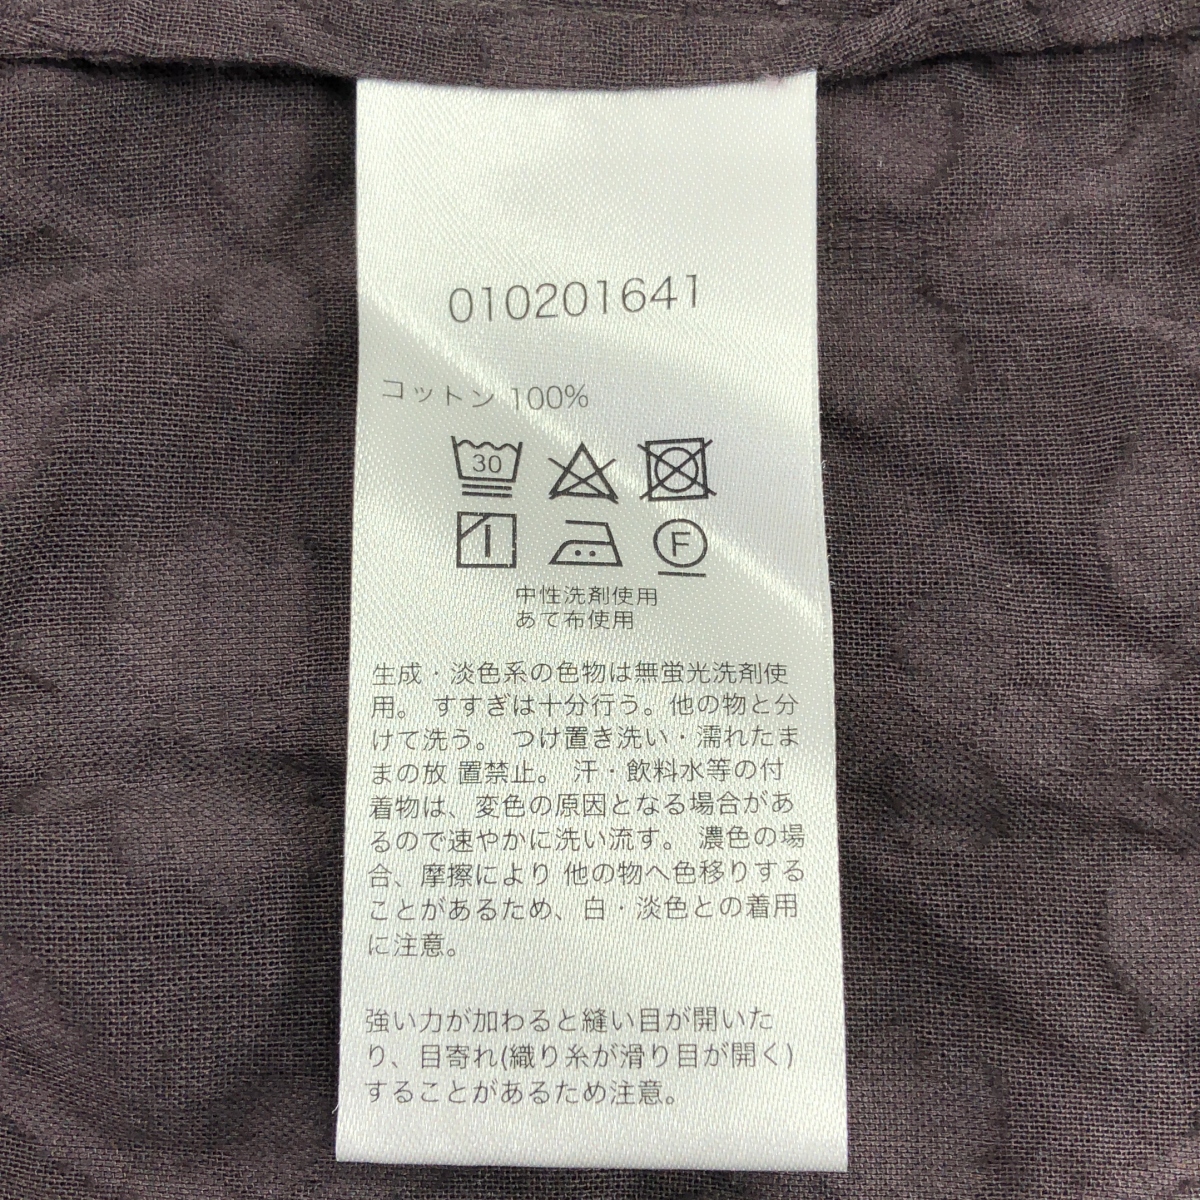 010201641
コットン 100%
30
F
中性洗剤使用
あて布使用
生成・淡色系の色物は無蛍光洗剤使
用。 すすぎは十分行う。他の物と分
けて洗う。 つけ置き洗い・濡れたま
まの放 置禁止。 汗・飲料水等の付
着物は、変色の原因となる場合があ
るので速やかに洗い流す。 濃色の場
合、摩擦により 他の物へ色移りする
ことがあるため、白・淡色との着用
に注意。
強い力が加わると縫い目が開いた
り、目寄れ(織り糸が滑り目が開く)
することがあるため注意。